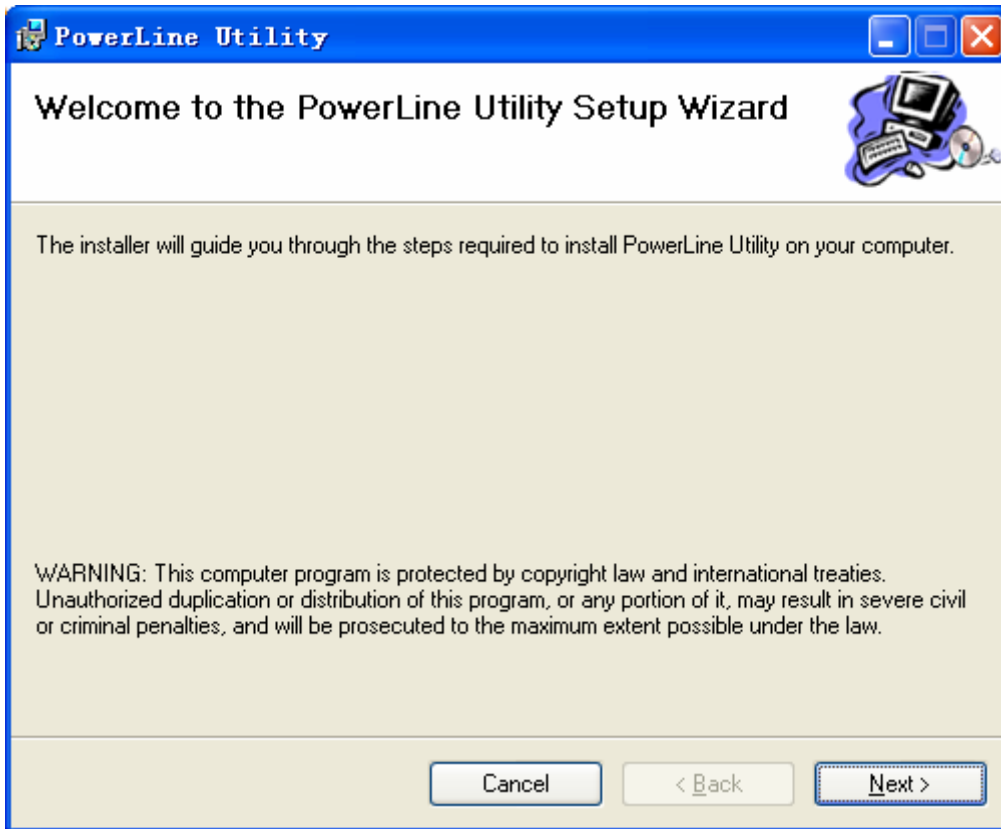 PowerLine Utility
Welcome to the PowerLine Utility Setup Wizard
The installer will guide you through the steps required to install PowerLine Utility on your computer.
WARNING: This computer program is protected by copyright law and international treaties.
Unauthorized duplication or distribution of this program, or any portion of it, may result in severe civil
or criminal penalties, and will be prosecuted to the maximum extent possible under the law.
Cancel
< Back
Next >